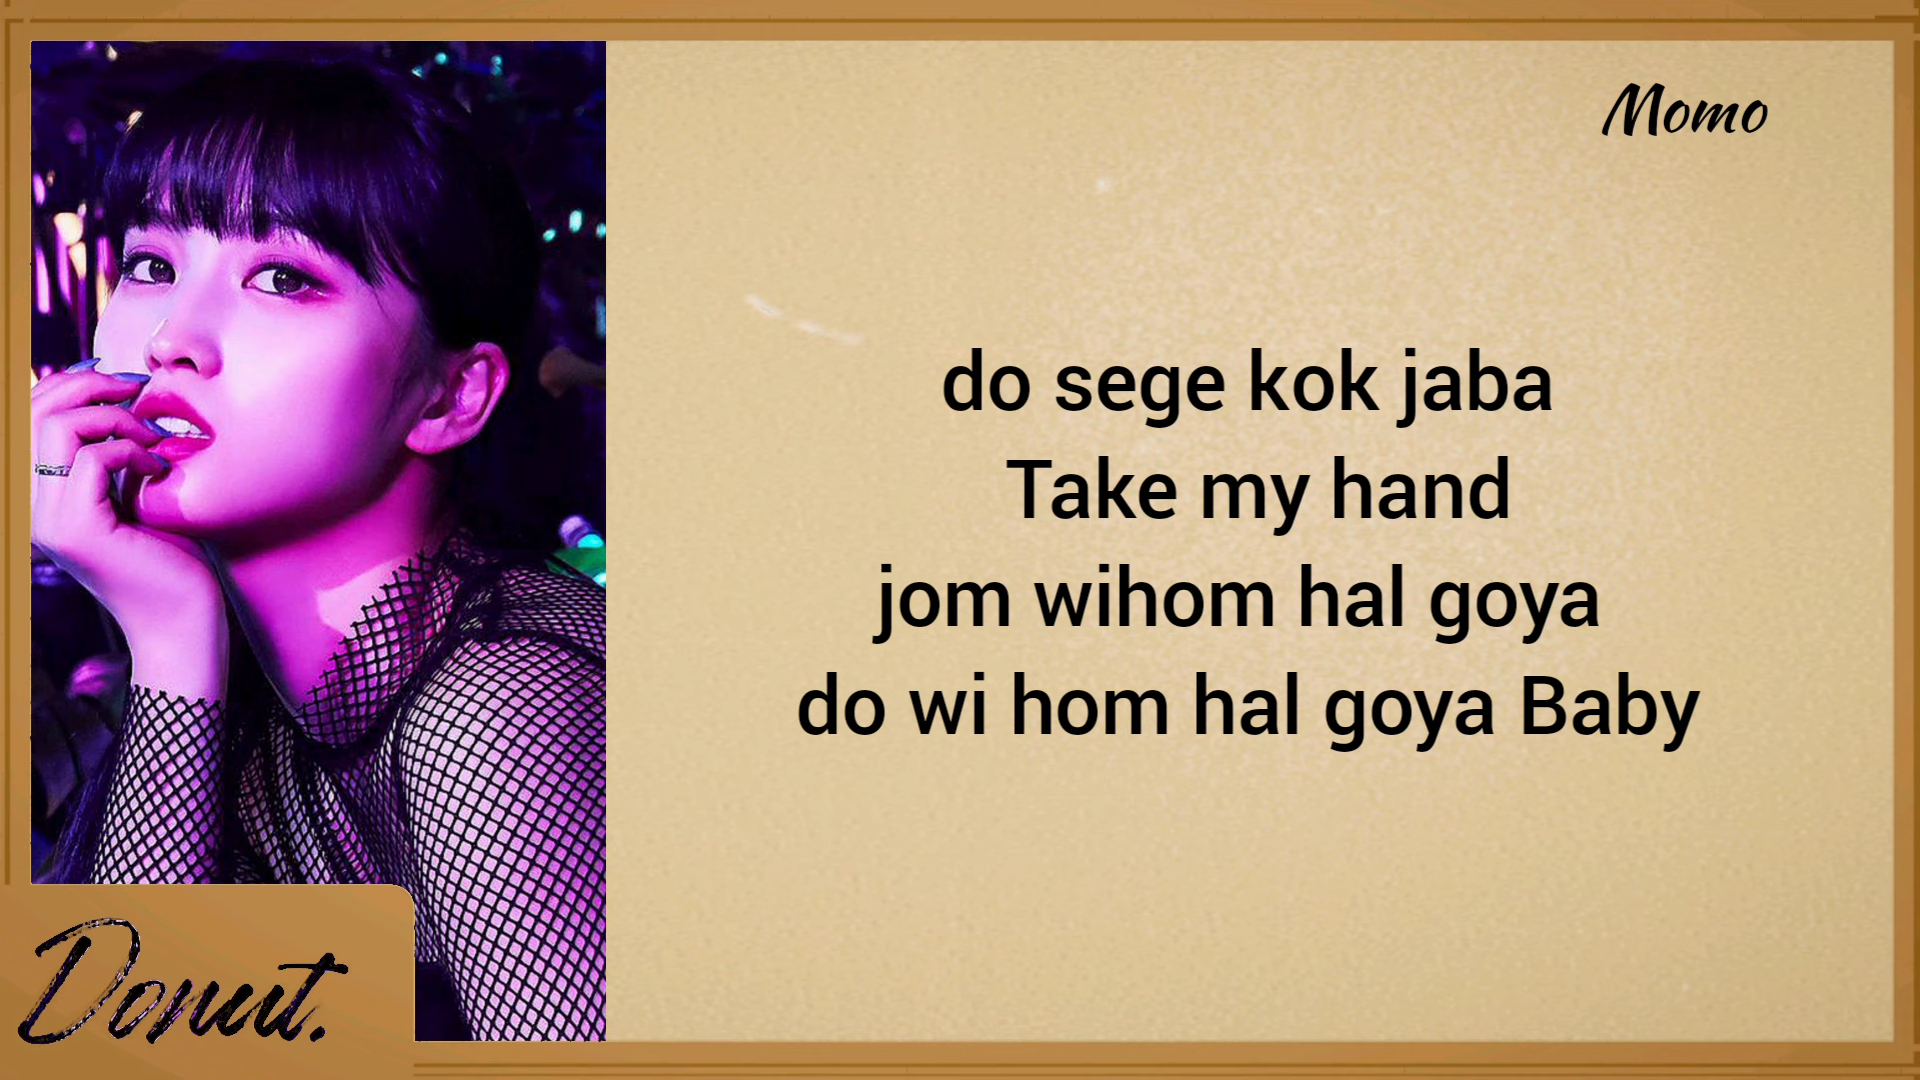 Momo
do sege kok jaba
Take my hand
jom wihom hal goya
do wi hom hal goya Baby
Donut.